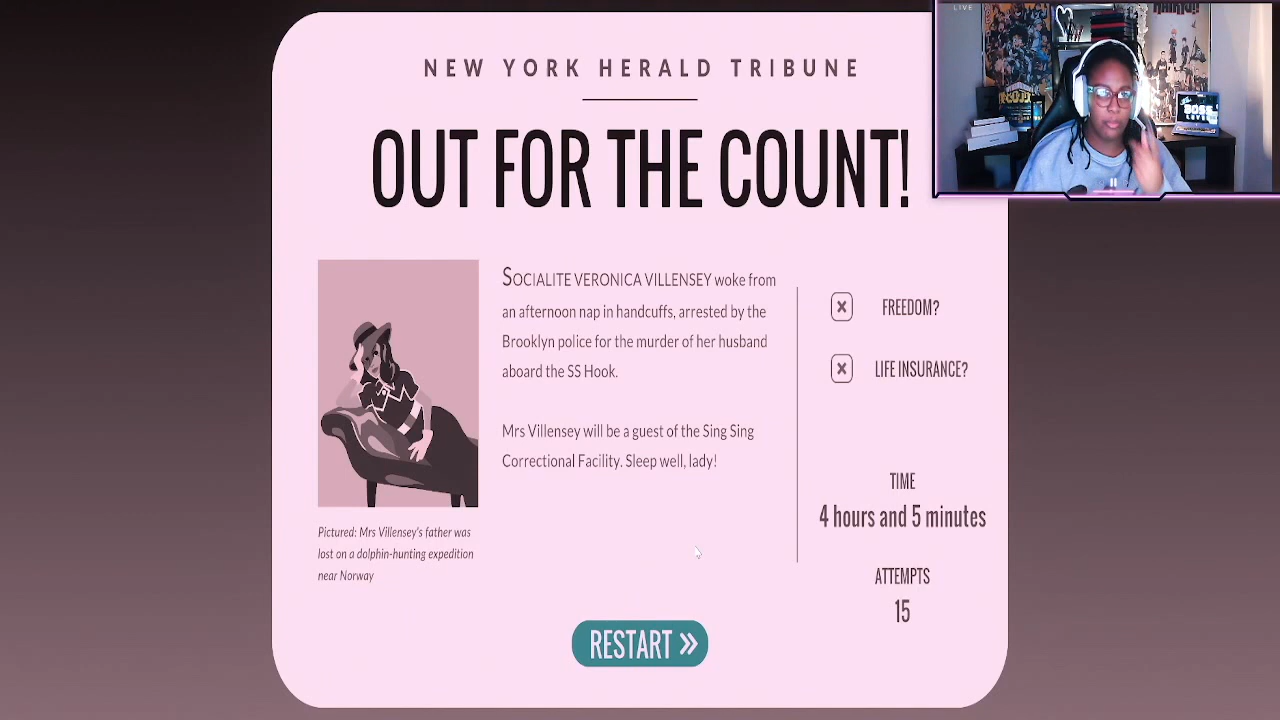 LIVE
NEW YORK HERALD TRIBUNE
OUT FOR THE COUNT!
SOCIALITE VERONICA VILLENSEY woke from
an afternoon nap in handcuffs, arrested by the
Brooklyn police for the murder of her husband
aboard the SS Hook.
Mrs Villensey will be a guest of the Sing Sing
Correctional Facility. Sleep well, lady!
Pictured: Mrs Villensey's father was
lost on a dolphin-hunting expedition
near Norway
FREEDOM?
LIFE INSURANCE?
TIME
4 hours and 5 minutes
ATTEMPTS
15
RESTART »
BOSS
LEVEL